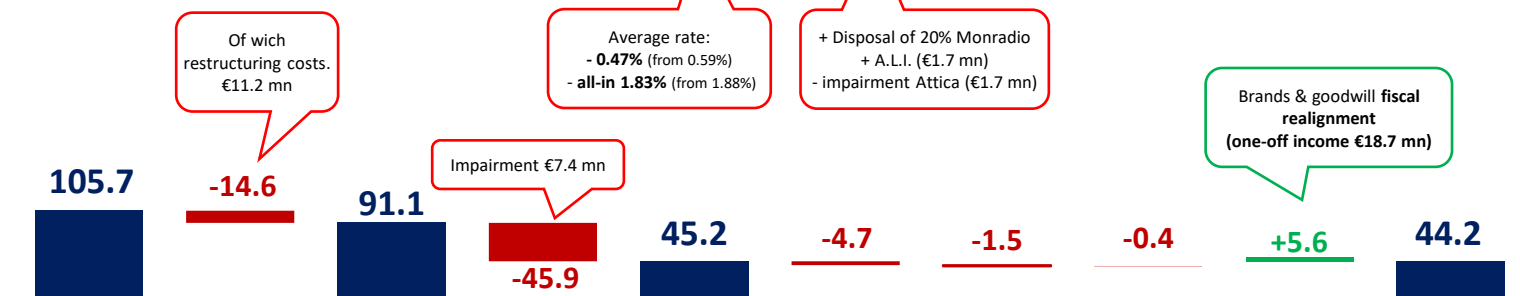 Of wich
restructuring costs.
€11.2 mn
Average rate:
- 0.47% (from 0.59%)
- all-in 1.83% (from 1.88%)
+ Disposal of 20% Monradio
+ A.L.I. (€1.7 mn)
- impairment Attica (€1.7 mn)
Brands & goodwill fiscal
realignment
(one-off income €18.7 mn)
Impairment €7.4 mn
105.7
-14.6
91.1
-45.9
45.2
-4.7
-1.5
-0.4
+5.6
44.2